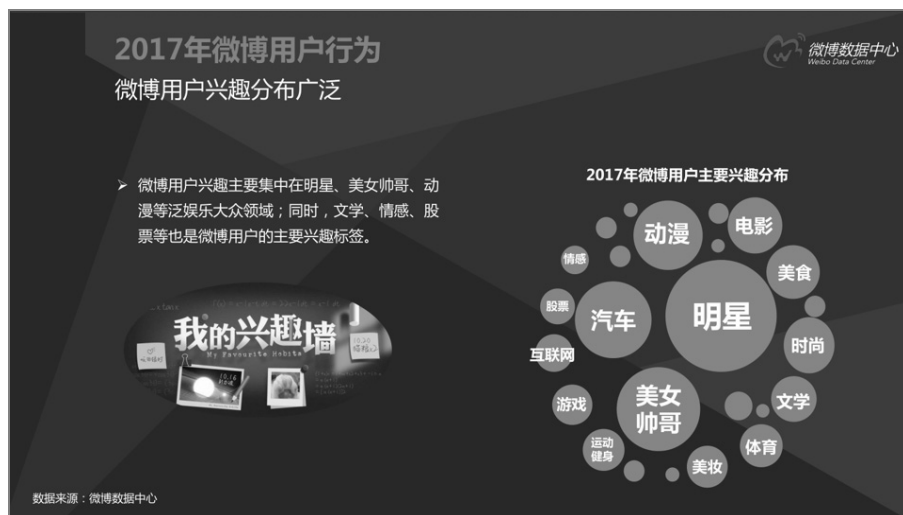 2017年微博用户行为
微博用户兴趣分布广泛
微博数据中心
Weibo Data Center
微博用户兴趣主要集中在明星、美女帅哥、动
漫等泛娱乐大众领域；同时，文学、情感、股
票等也是微博用户的主要兴趣标签。
我的兴趣墙
My Favourite Hobits
2017年微博用户主要兴趣分布
动漫
电影
情感
美食
股票
汽车
明星
互联网
时尚
游戏
美女
帅哥
文学
运动
健身
体育
美妆
数据来源：微博数据中心